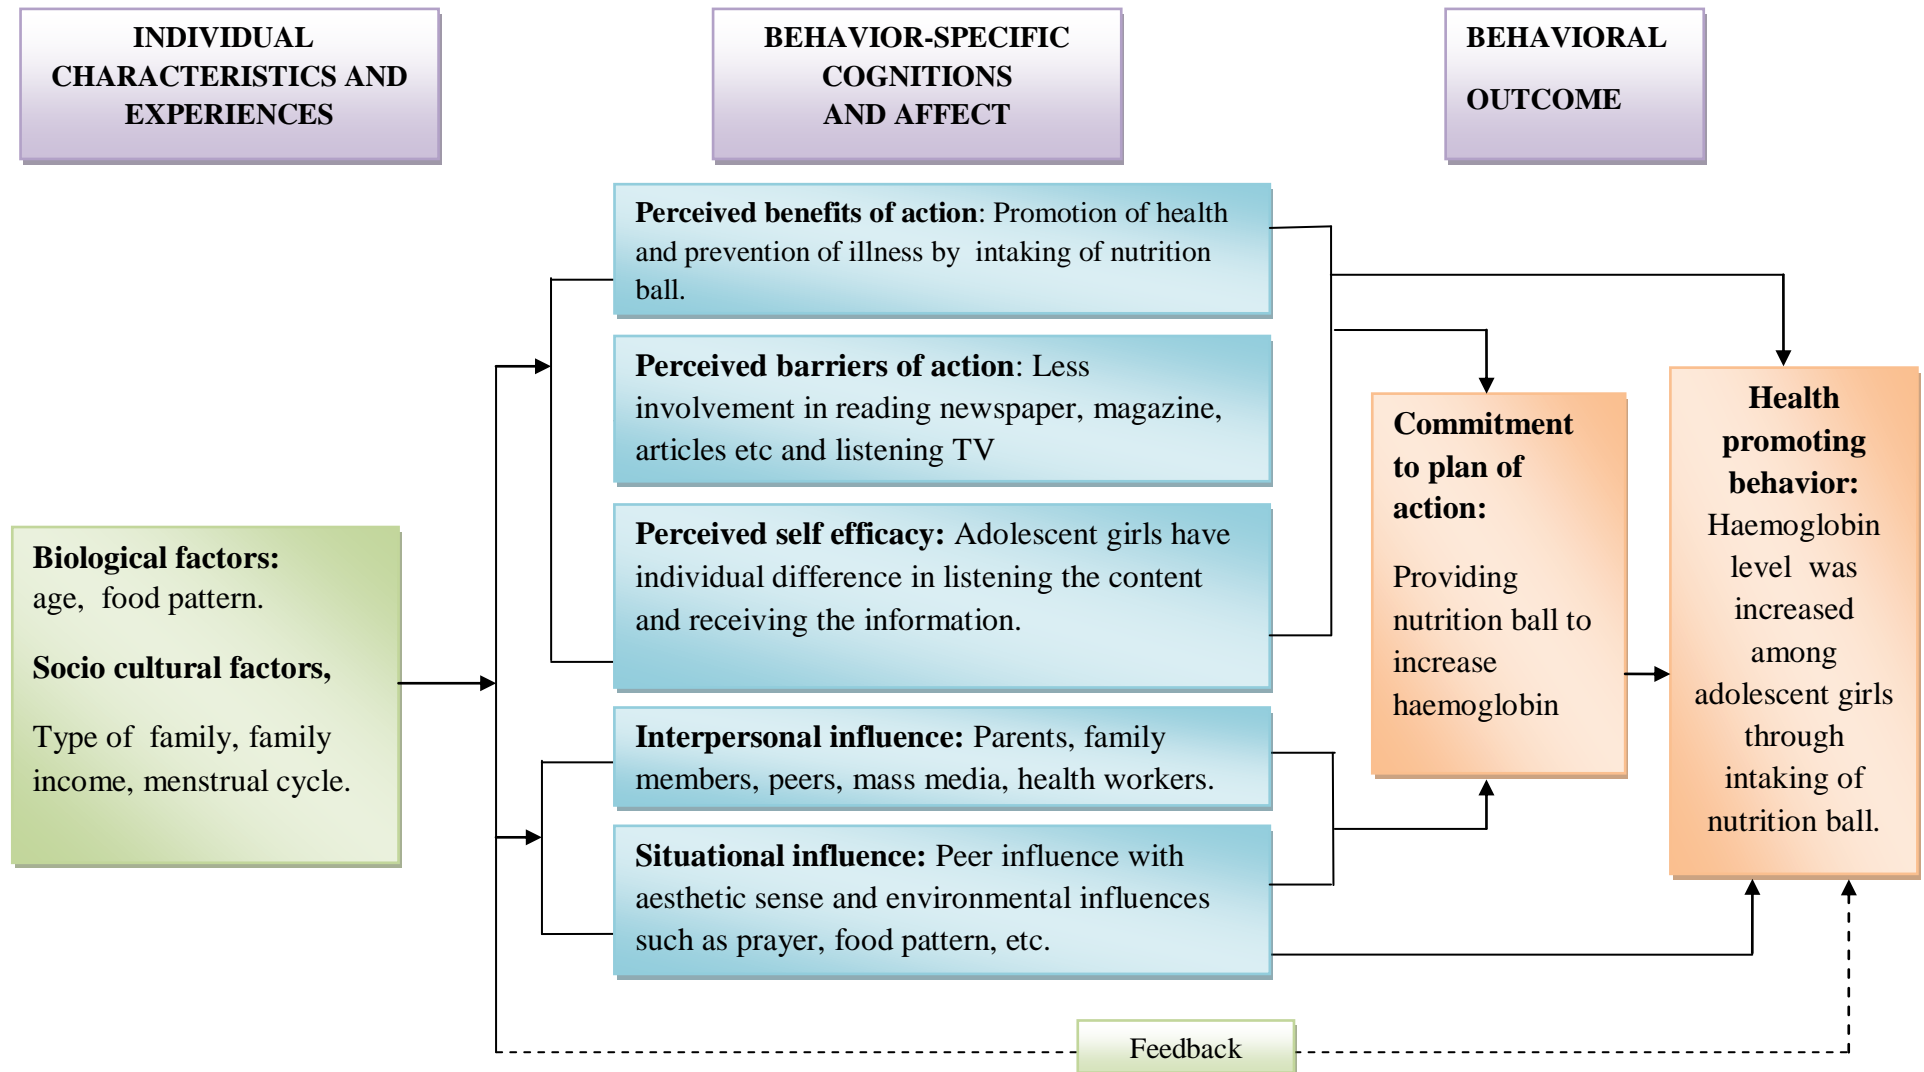 INDIVIDUAL
CHARACTERISTICS AND
EXPERIENCES
BEHAVIOR-SPECIFIC
COGNITIONS
AND AFFECT
BEHAVIORAL
OUTCOME
Perceived benefits of action: Promotion of health
and prevention of illness by intaking of nutrition
ball.
Perceived barriers of action: Less
involvement in reading newspaper, magazine,
articles etc and listening TV
Perceived self efficacy: Adolescent girls have
individual difference in listening the content
and receiving the information.
Interpersonal influence: Parents, family
members, peers, mass media, health workers.
Situational influence: Peer influence with
aesthetic sense and environmental influences
such as prayer, food pattern, etc.
Biological factors:
age, food pattern.
Socio cultural factors,
Type of family, family
income, menstrual cycle.
Commitment
to plan of
action:
Providing
nutrition ball to
increase
haemoglobin
Health
promoting
behavior:
Haemoglobin
level was
increased
among
adolescent girls
through
intaking of
nutrition ball.
Feedback